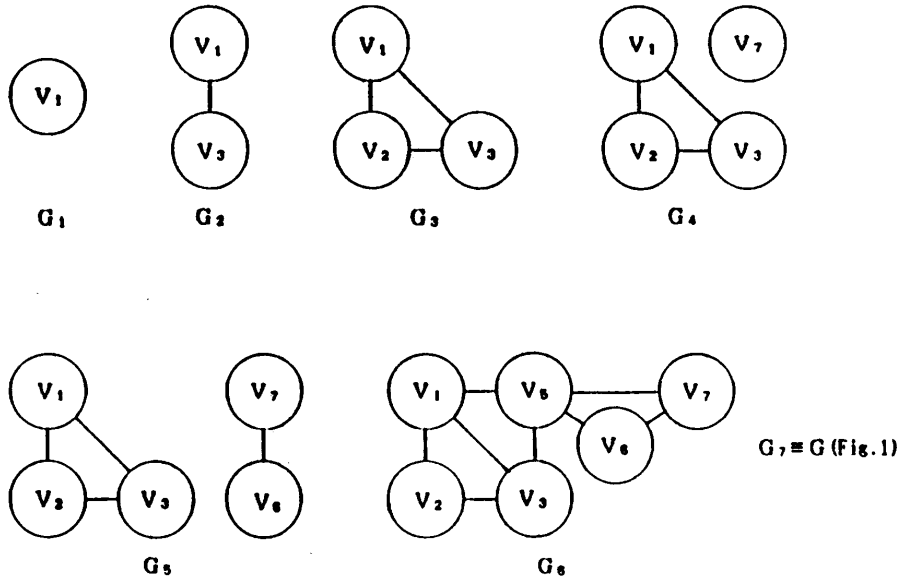 V₁
V₁
V₃
V₁
V₂ V₃
V₁ V₇
V₂ V₃
G₁ G₂ G₃ G₄
V₁ V₇
V₂ V₃ V₆
G₅
V₁ V₅ V₇
V₆
V₂ V₃
G₆
G₇≡G (Fig.1)